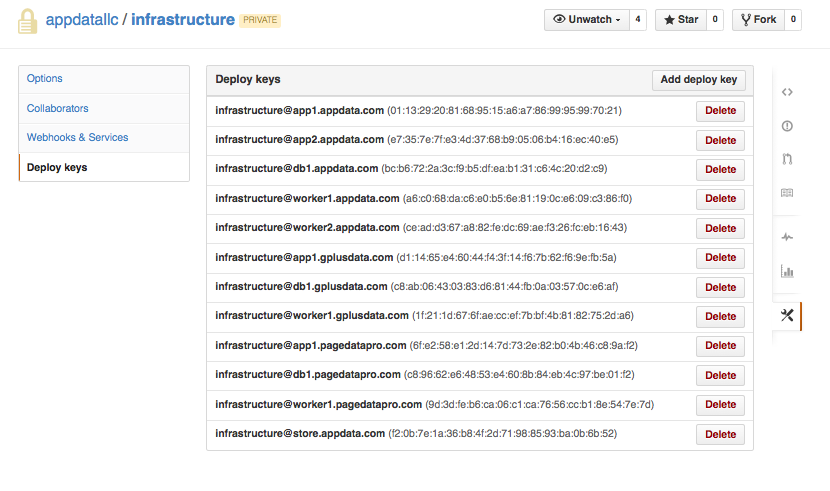 appdatallc / infrastructure PRIVATE Unwatch 4 Star 0 Fork 0
Options
Collaborators
Webhooks & Services
Deploy keys
Deploy keys Add deploy key
infrastructure@app1.appdata.com (01:13:29:20:81:68:95:15:a6:a7:86:99:95:99:70:21) Delete
infrastructure@app2.appdata.com (e7:35:7e:7f:e3:4d:37:68:b9:05:06:b4:16:ec:40:e5) Delete
infrastructure@db1.appdata.com (bc:b6:72:2a:3c:f9:b5:df:ea:b1:31:c6:4c:20:d2:c9) Delete
infrastructure@worker1.appdata.com (a6:c0:68:da:c6:e0:b5:6e:81:19:0c:e6:09:c3:86:f0) Delete
infrastructure@worker2.appdata.com (ce:ad:d3:67:a8:82:fe:dc:69:ae:f3:26:fc:eb:16:43) Delete
infrastructure@app1.gplusdata.com (d1:14:65:e4:60:44:f4:3f:14:f6:7b:62:f6:9e:fb:5a) Delete
infrastructure@db1.gplusdata.com (c8:ab:06:43:03:83:d6:81:44:fb:0a:03:57:0c:e6:af) Delete
infrastructure@worker1.gplusdata.com (1f:21:1d:67:6f:ae:cc:ef:7b:bf:4b:81:82:75:2d:a6) Delete
infrastructure@app1.pagedatapro.com (6f:e2:58:e1:2d:14:7d:73:2e:82:b0:4b:46:c8:9a:f2) Delete
infrastructure@db1.pagedatapro.com (c8:96:62:e6:48:53:e4:60:8b:84:eb:4c:97:be:01:f2) Delete
infrastructure@worker1.pagedatapro.com (9d:3d:fe:b6:ca:06:c1:ca:76:56:cc:b1:8e:54:7e:7d) Delete
infrastructure@store.appdata.com (f2:0b:7e:1a:36:b8:4f:2d:71:98:85:93:ba:0b:6b:52) Delete